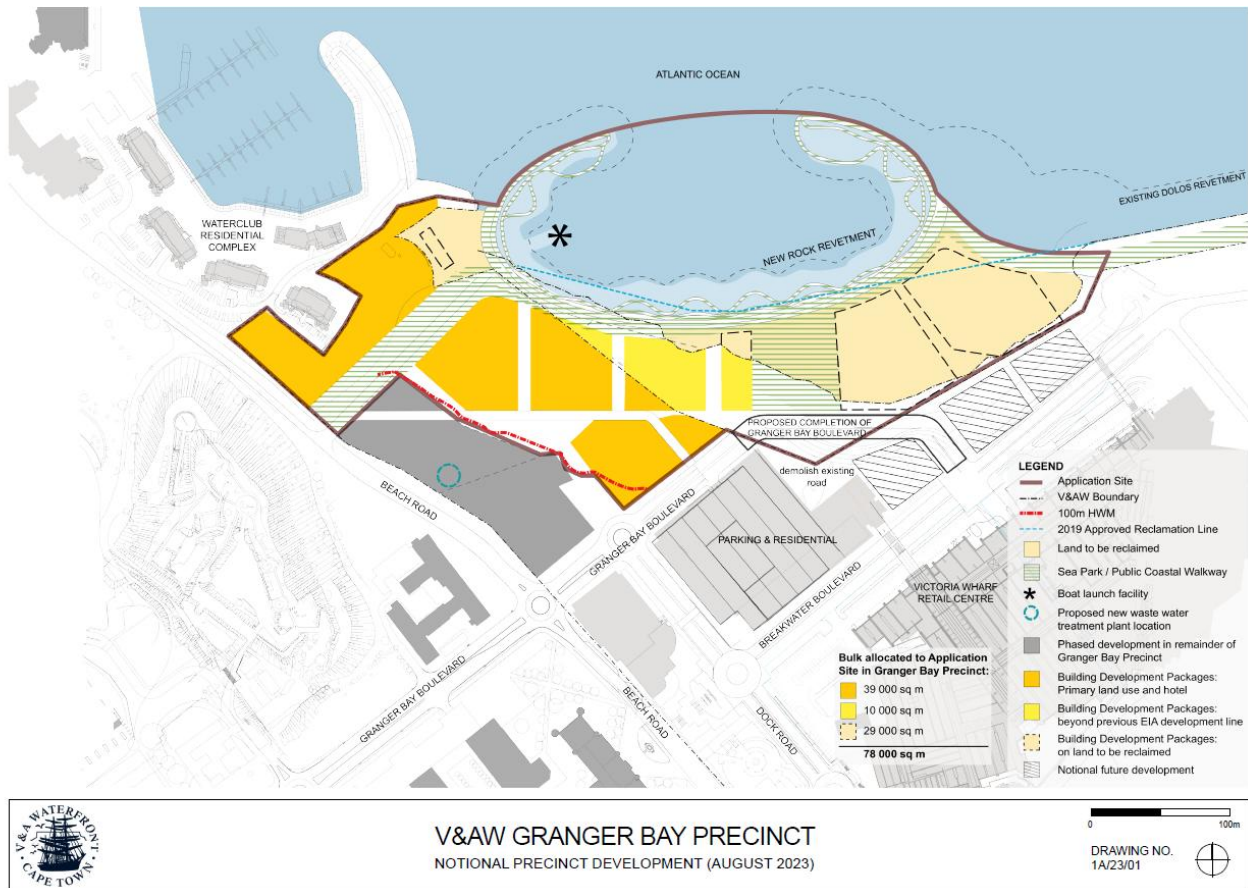 ATLANTIC OCEAN
EXISTING DOLOS REVETMENT
WATERCLUB
RESIDENTIAL
COMPLEX
NEW ROCK REVETMENT
PROPOSED COMPLETION OF
GRANGER BAY BOULEVARD
demolish existing
road
BEACH ROAD
GRANGER BAY BOULEVARD
PARKING & RESIDENTIAL
BREAKWATER BOULEVARD
VICTORIA WHARF
RETAIL CENTRE
GRANGER BAY BOULEVARD
BEACH ROAD
DOCK ROAD
LEGEND
Application Site
V&AW Boundary
100m HWM
2019 Approved Reclamation Line
Land to be reclaimed
Sea Park / Public Coastal Walkway
* Boat launch facility
Proposed new waste water
treatment plant location
Phased development in remainder of
Granger Bay Precinct
Building Development Packages:
Primary land use and hotel
Building Development Packages:
beyond previous EIA development line
Building Development Packages:
on land to be reclaimed
Notional future development
Bulk allocated to Application
Site in Granger Bay Precinct:
39 000 sq m
10 000 sq m
29 000 sq m
78 000 sq m
V&A WATERFRONT
CAPE TOWN
V&AW GRANGER BAY PRECINCT
NOTIONAL PRECINCT DEVELOPMENT (AUGUST 2023)
0 100m
DRAWING NO.
1A/23/01